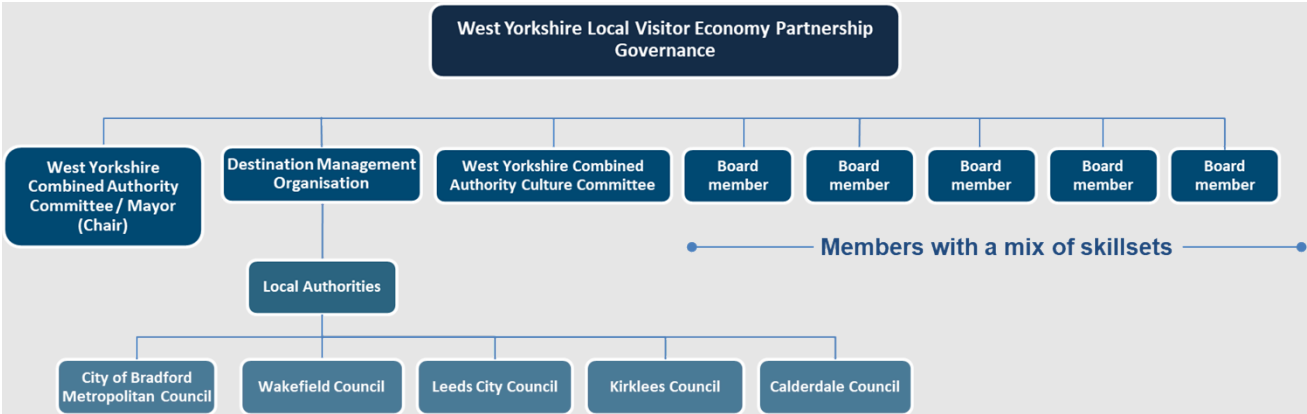 West Yorkshire Local Visitor Economy Partnership
Governance
West Yorkshire
Combined Authority
Committee / Mayor
(Chair)
Destination Management
Organisation
West Yorkshire Combined
Authority Culture Committee
Board
member
Board
member
Board
member
Board
member
Board
member
Members with a mix of skillsets
Local Authorities
City of Bradford
Metropolitan Council
Wakefield Council
Leeds City Council
Kirklees Council
Calderdale Council